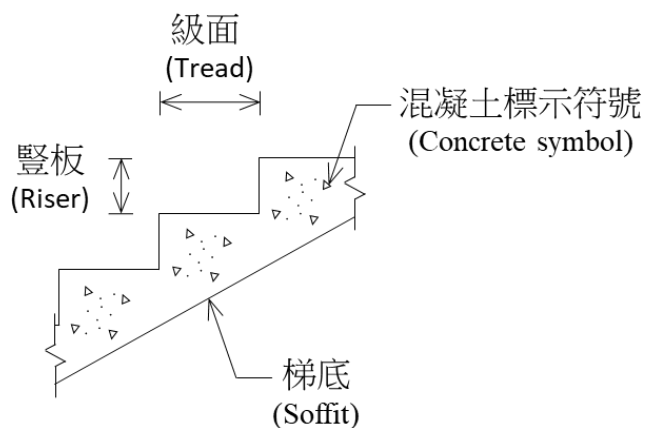 級面
(Tread)
混凝土標示符號
(Concrete symbol)
豎板
(Riser)
梯底
(Soffit)